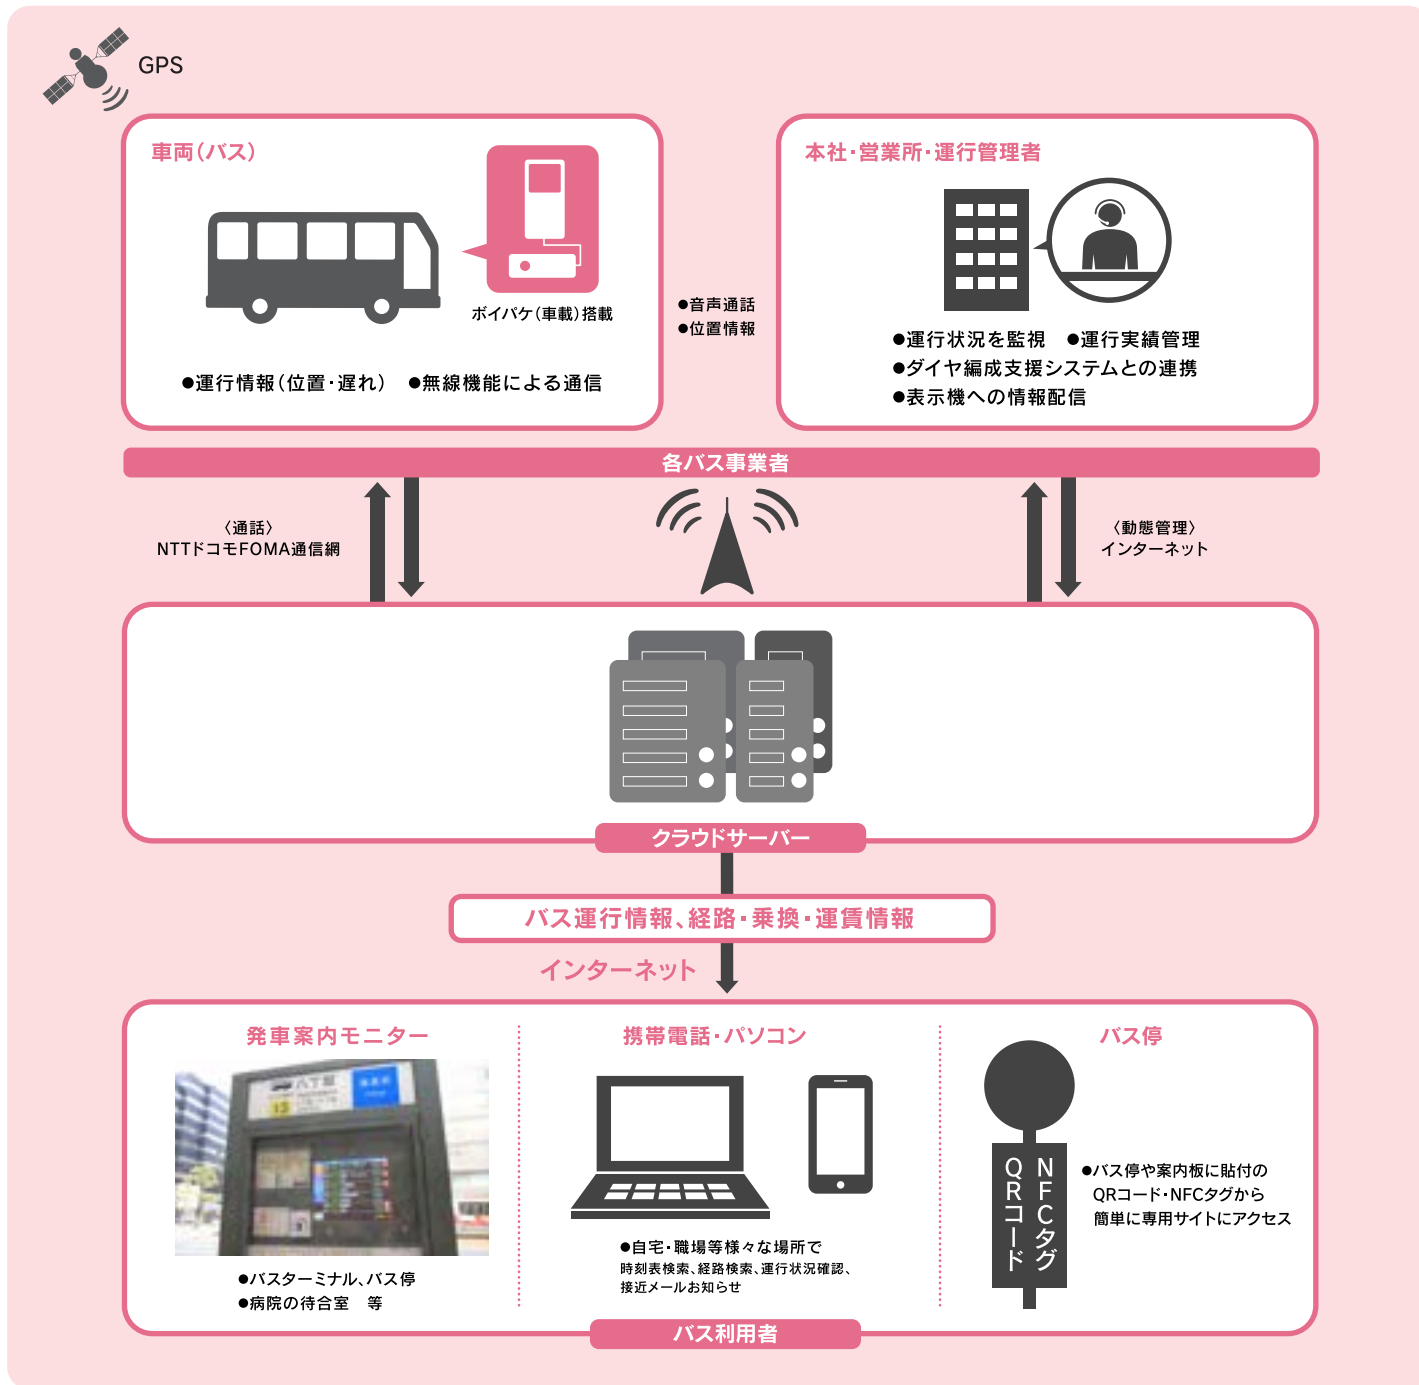 GPS
車両(バス)
ボイパケ(車載)搭載
●運行情報(位置・遅れ) ●無線機能による通信
●音声通話
●位置情報
本社・営業所・運行管理者
●運行状況を監視 ●運行実績管理
●ダイヤ編成支援システムとの連携
●表示機への情報配信
各バス事業者
〈通話〉
NTTドコモFOMA通信網
〈動態管理〉
インターネット
クラウドサーバー
バス運行情報、経路・乗換・運賃情報
インターネット
発車案内モニター
13
●バスターミナル、バス停
●病院の待合室 等
携帯電話・パソコン
●自宅・職場等様々な場所で
時刻表検索、経路検索、運行状況確認、
接近メールお知らせ
バス停
NFCタグ
QRコード
●バス停や案内板に貼付の
QRコード・NFCタグから
簡単に専用サイトにアクセス
バス利用者